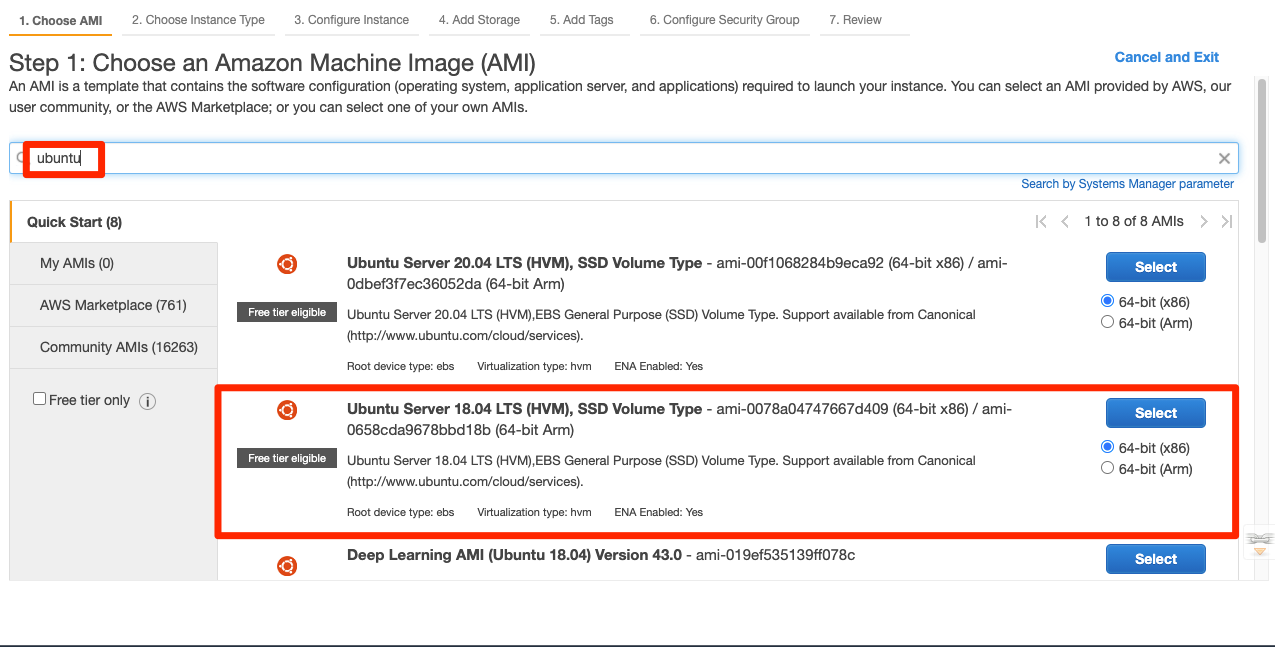 1. Choose AMI 2. Choose Instance Type 3. Configure Instance 4. Add Storage 5. Add Tags 6. Configure Security Group 7. Review
Step 1: Choose an Amazon Machine Image (AMI)
Cancel and Exit
An AMI is a template that contains the software configuration (operating system, application server, and applications) required to launch your instance. You can select an AMI provided by AWS, our
user community, or the AWS Marketplace; or you can select one of your own AMIs.
ubuntu
Search by Systems Manager parameter
Quick Start (8)
1 to 8 of 8 AMIs
My AMIs (0)
AWS Marketplace (761)
Community AMIs (16263)
Free tier only
Ubuntu Server 20.04 LTS (HVM), SSD Volume Type - ami-00f1068284b9eca92 (64-bit x86) / ami-
0dbef3f7ec36052da (64-bit Arm)
Free tier eligible
Ubuntu Server 20.04 LTS (HVM),EBS General Purpose (SSD) Volume Type. Support available from Canonical
(http://www.ubuntu.com/cloud/services).
Root device type: ebs Virtualization type: hvm ENA Enabled: Yes
Select
64-bit (x86)
64-bit (Arm)
Ubuntu Server 18.04 LTS (HVM), SSD Volume Type - ami-0078a04747667d409 (64-bit x86) / ami-
0658cda9678bbd18b (64-bit Arm)
Free tier eligible
Ubuntu Server 18.04 LTS (HVM),EBS General Purpose (SSD) Volume Type. Support available from Canonical
(http://www.ubuntu.com/cloud/services).
Root device type: ebs Virtualization type: hvm ENA Enabled: Yes
Select
64-bit (x86)
64-bit (Arm)
Deep Learning AMI (Ubuntu 18.04) Version 43.0 - ami-019ef535139ff078c
Select